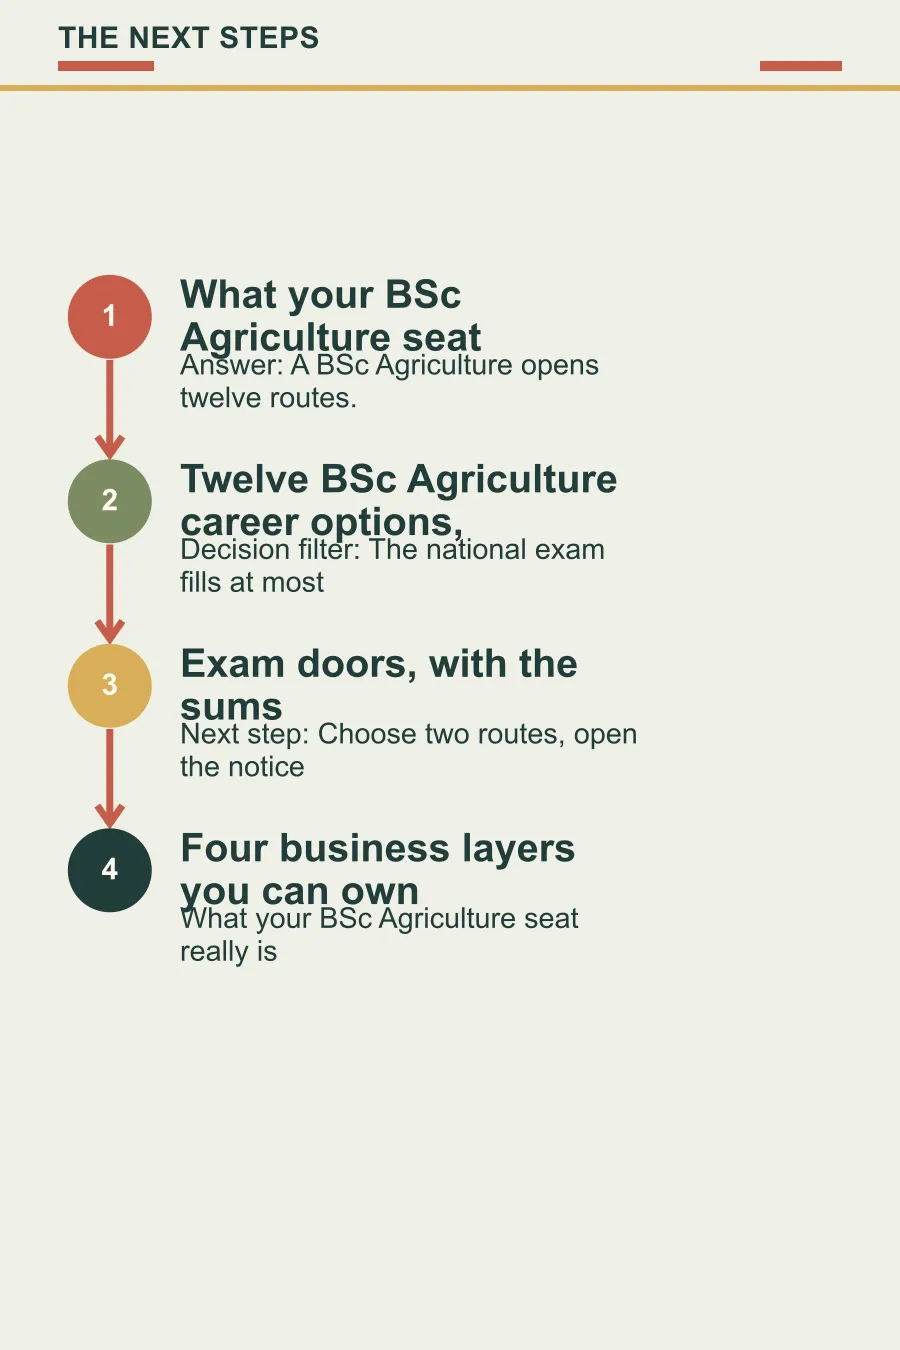 THE NEXT STEPS
1
What your BSc
Agriculture seat
Answer: A BSc Agriculture opens
twelve routes.
2
Twelve BSc Agriculture
career options,
Decision filter: The national exam
fills at most
3
Exam doors, with the
sums
Next step: Choose two routes, open
the notice
4
Four business layers
you can own
What your BSc Agriculture seat
really is